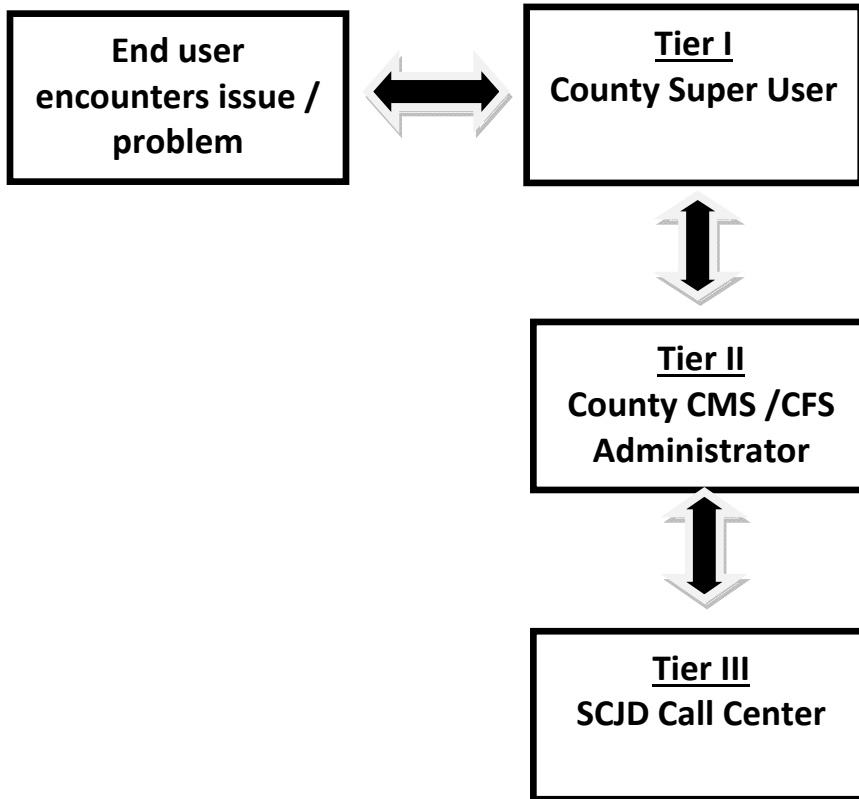 End user
encounters issue /
problem
Tier I
County Super User
Tier II
County CMS /CFS
Administrator
Tier III
SCJD Call Center